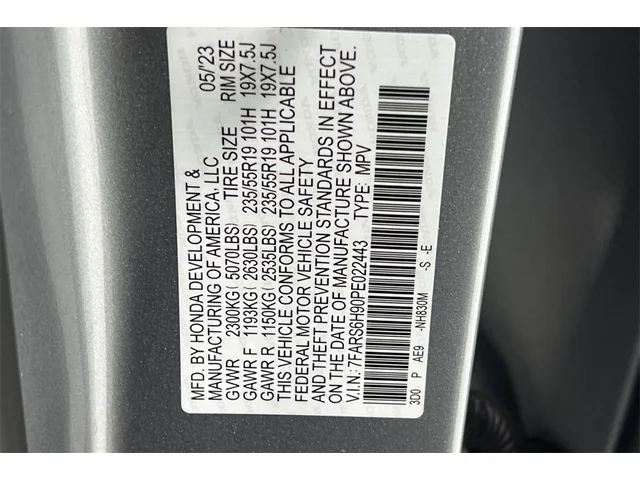 MFD. BY HONDA DEVELOPMENT & 05/'23
MANUFACTURING OF AMERICA, LLC
GVWR 2300KG( 5070LBS) TIRE SIZE RIM SIZE
GAWR F 1193KG( 2630LBS) 235/55R19 101H 19X7.5J
GAWR R 1150KG( 2535LBS) 235/55R19 101H 19X7.5J
THIS VEHICLE CONFORMS TO ALL APPLICABLE
FEDERAL MOTOR VEHICLE SAFETY
AND THEFT PREVENTION STANDARDS IN EFFECT
ON THE DATE OF MANUFACTURE SHOWN ABOVE.
V.I.N.:7FARS6H90PE022443 TYPE: MPV
3D0 P AE9 -NH830M -S -E